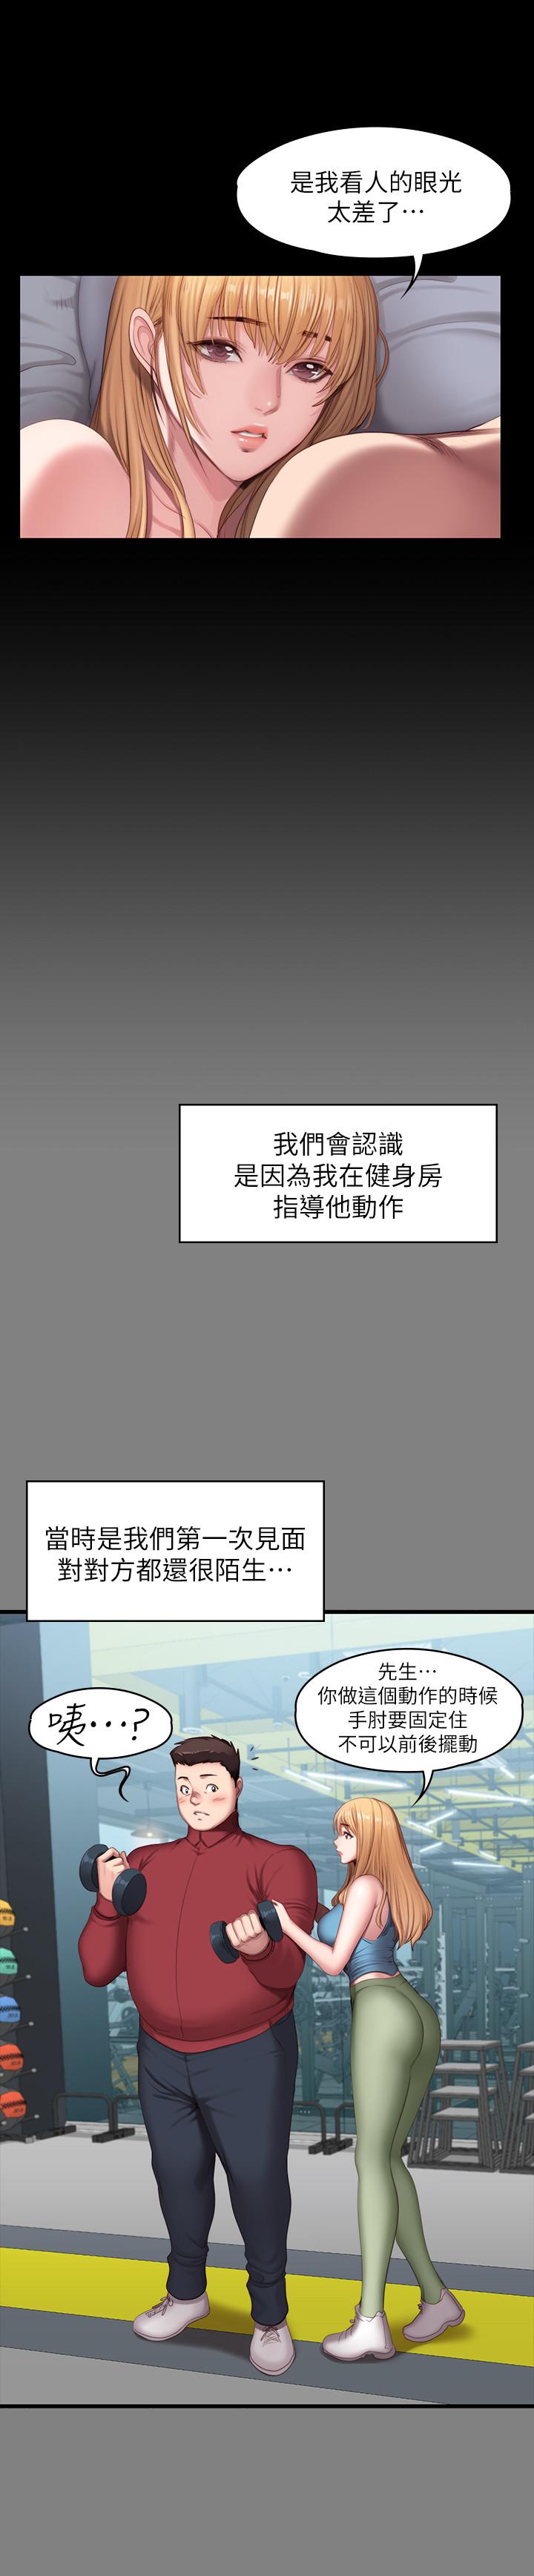 是我看人的眼光
太差了…
我們會認識
是因為我在健身房
指導他動作
當時是我們第一次見面
對對方都還很陌生…
先生…
你做這個動作的時候
手肘要固定住
不可以前後擺動
咦…?